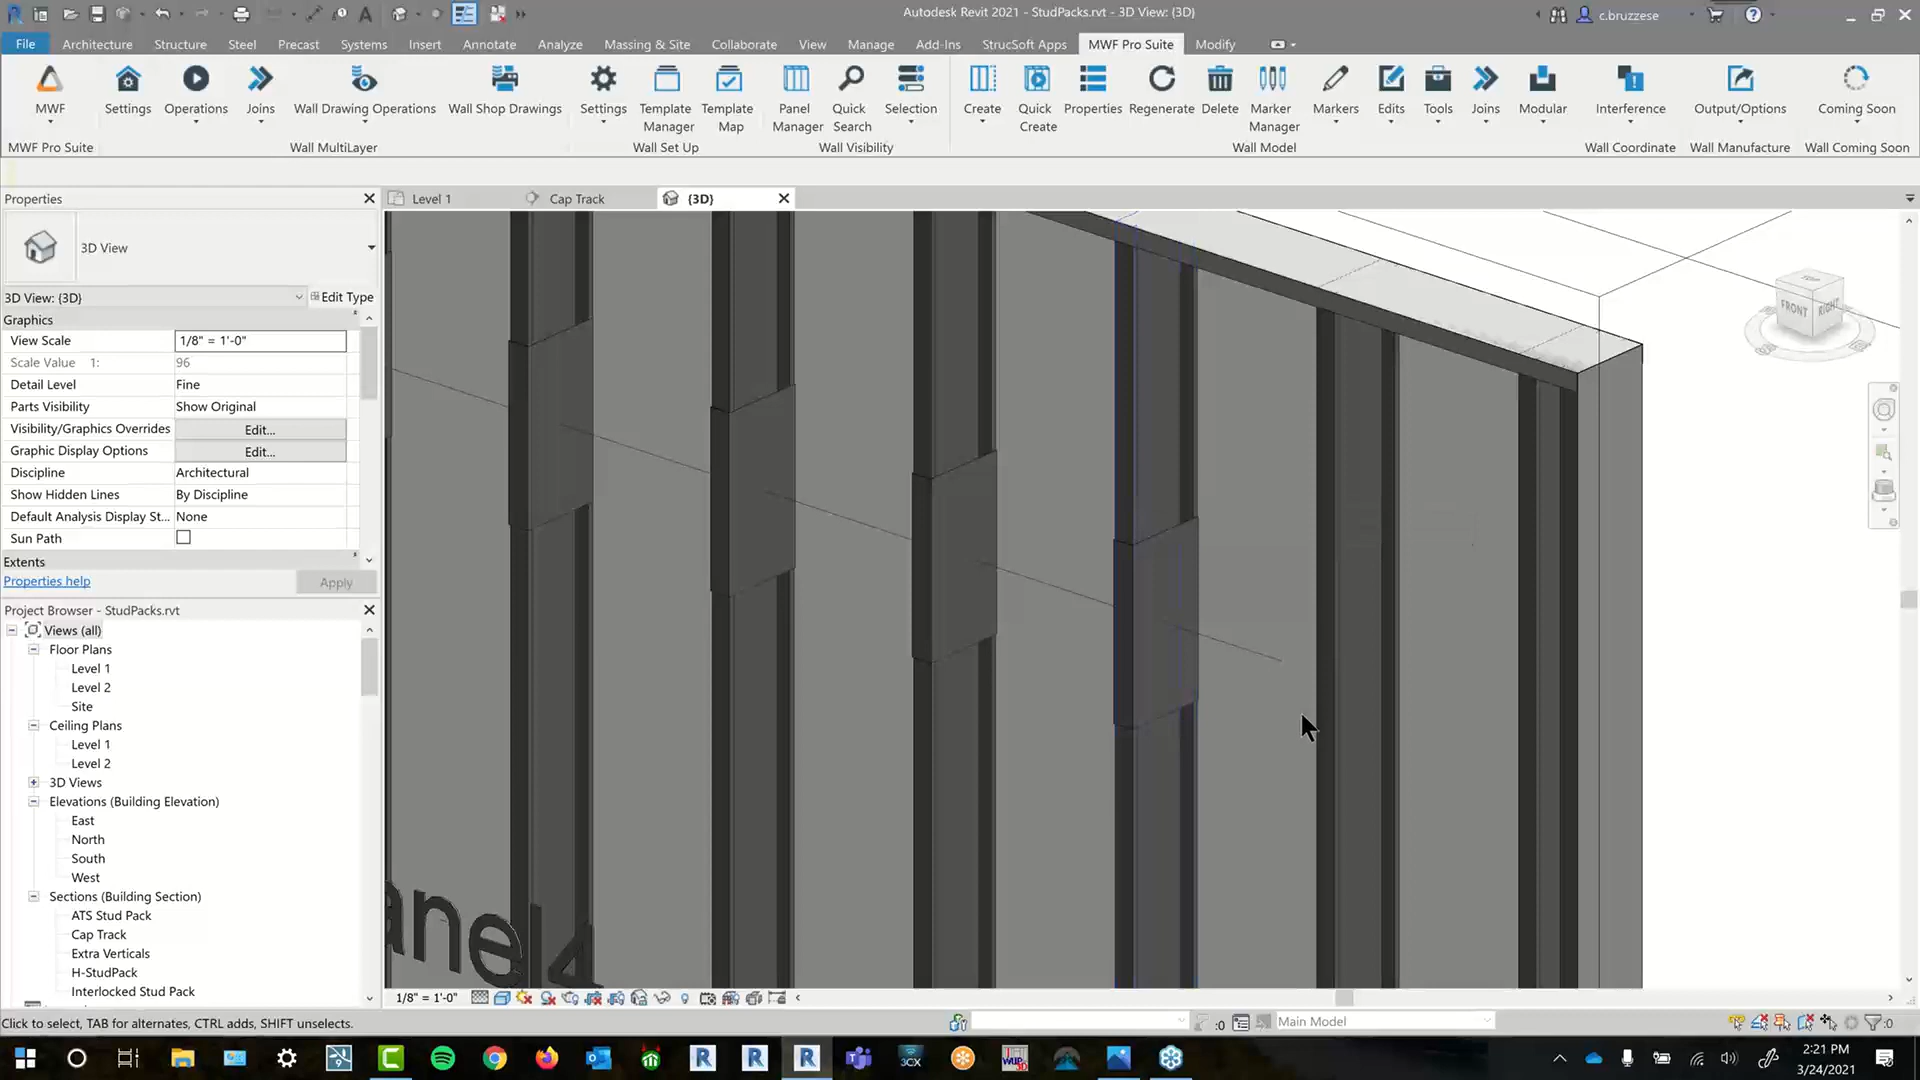 Autodesk Revit 2021 - StudPacks.rvt - 3D View: {3D}
c.bruzzese
File
Architecture
Structure
Steel
Precast
Systems
Insert
Annotate
Analyze
Massing & Site
Collaborate
View
Manage
Add-Ins
StrucSoft Apps
MWF Pro Suite
Modify
MWF
Settings
Operations
Joins
Wall Drawing Operations
Wall Shop Drawings
Settings
Template Manager
Template Map
Panel Manager
Quick Search
Selection
Create
Quick Create
Properties
Regenerate
Delete
Marker Manager
Markers
Edits
Tools
Joins
Modular
Interference
Output/Options
Coming Soon
MWF Pro Suite
Wall MultiLayer
Wall Set Up
Wall Visibility
Wall Model
Wall Coordinate
Wall Manufacture
Wall Coming Soon
Properties
Level 1
Cap Track
{3D}
3D View
3D View: {3D}
Edit Type
Graphics
View Scale 1/8" = 1'-0"
Scale Value 1: 96
Detail Level Fine
Parts Visibility Show Original
Visibility/Graphics Overrides Edit...
Graphic Display Options Edit...
Discipline Architectural
Show Hidden Lines By Discipline
Default Analysis Display St... None
Sun Path
Extents
Properties help
Apply
Project Browser - StudPacks.rvt
Views (all)
Floor Plans
Level 1
Level 2
Site
Ceiling Plans
Level 1
Level 2
3D Views
Elevations (Building Elevation)
East
North
South
West
Sections (Building Section)
ATS Stud Pack
Cap Track
Extra Verticals
H-StudPack
Interlocked Stud Pack
TOP
FRONT
RIGHT
anel 4
1/8" = 1'-0"
Click to select, TAB for alternates, CTRL adds, SHIFT unselects.
:0
Main Model
:0
3CX
2:21 PM
3/24/2021